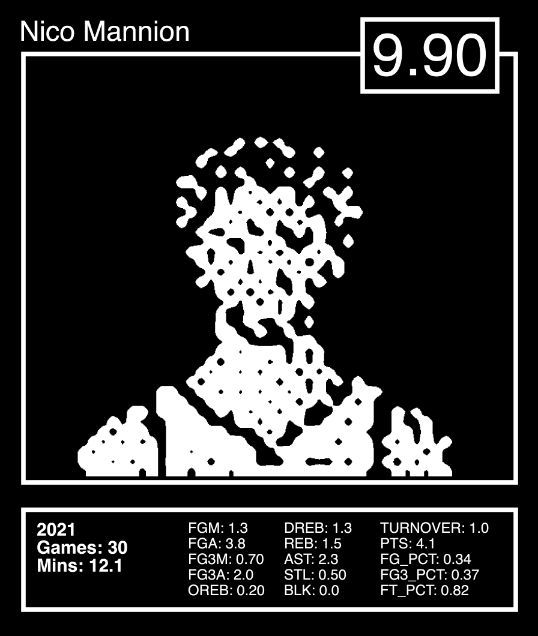 Nico Mannion
9.90
2021
Games: 30
Mins: 12.1
FGM: 1.3
FGA: 3.8
FG3M: 0.70
FG3A: 2.0
OREB: 0.20
DREB: 1.3
REB: 1.5
AST: 2.3
STL: 0.50
BLK: 0.0
TURNOVER: 1.0
PTS: 4.1
FG_PCT: 0.34
FG3_PCT: 0.37
FT_PCT: 0.82